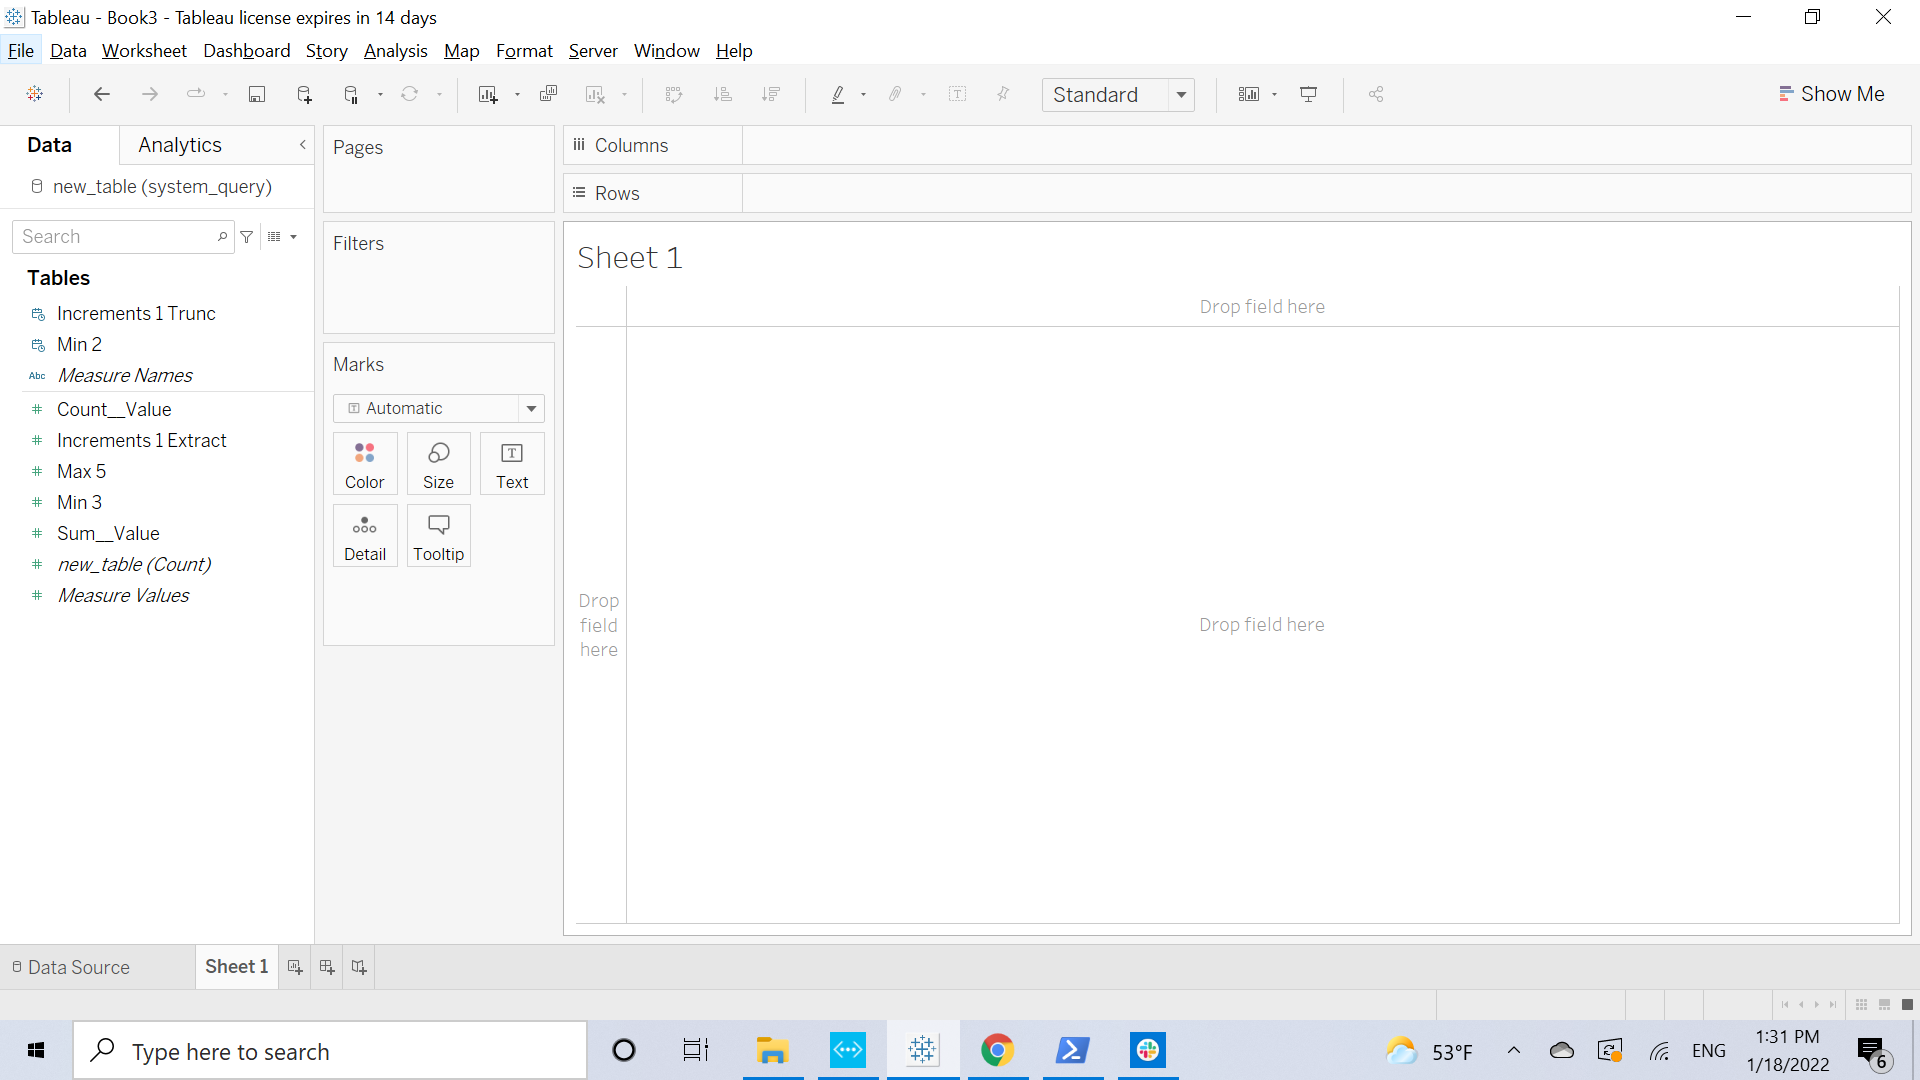 Tableau - Book3 - Tableau license expires in 14 days
File Data Worksheet Dashboard Story Analysis Map Format Server Window Help
Standard
Show Me
Data Analytics
new_table (system_query)
Search
Tables
Increments 1 Trunc
Min 2
Abc Measure Names
Count__Value
Increments 1 Extract
Max 5
Min 3
Sum__Value
new_table (Count)
Measure Values
Pages
Filters
Marks
Automatic
Color Size Text
Detail Tooltip
Columns
Rows
Sheet 1
Drop field here
Drop
field
here
Drop field here
Data Source Sheet 1
Type here to search
53°F
ENG
1:31 PM
1/18/2022
6